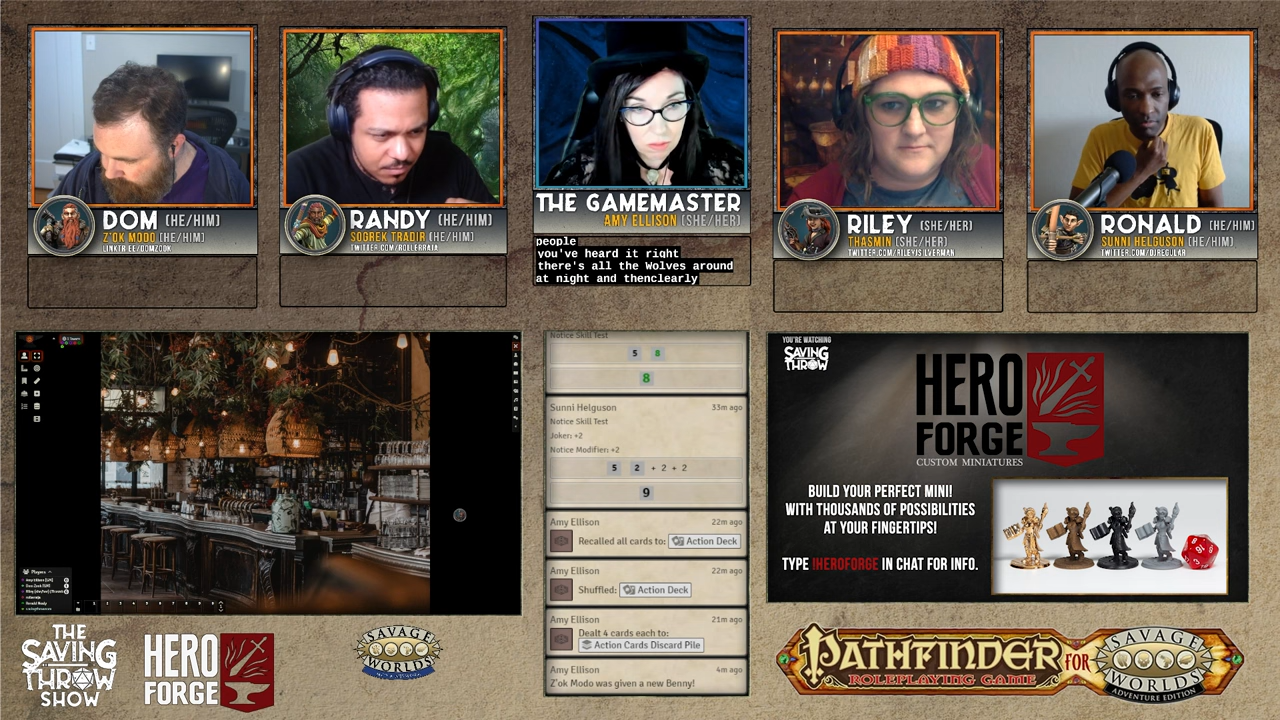 DOM (HE/HIM)
Z'OK MODO (HE/HIM)
LINKTR.EE/DOMZOOK
RANDY (HE/HIM)
SOGREK TRADIR (HE/HIM)
THE GAMEMASTER
AMY ELLISON (SHE/HER)
people
you've heard it right
there's all the Wolves around
at night and thenclearly
RILEY (SHE/HER)
THASMIN (SHE/HER)
TWITTER.COM/RILEYJSILVERMAN
RONALD (HE/HIM)
SUNNI HELGUSON (HE/HIM)
TWITTER.COM/DJREGULAR
Players
Notice Skill Test
5 8
8
Sunni Helguson 33m ago
Notice Skill Test
Joker: +2
Notice Modifier: +2
5 2 + 2 + 2
9
Amy Ellison 22m ago
Recalled all cards to: Action Deck
Amy Ellison 22m ago
Shuffled: Action Deck
Amy Ellison 21m ago
Dealt 4 cards each to:
Action Cards Discard Pile
Amy Ellison 4m ago
Z'ok Modo was given a new Benny!
YOU'RE WATCHING
SAVING
THROW
HERO
FORGE
CUSTOM MINIATURES
BUILD YOUR PERFECT MINI!
WITH THOUSANDS OF POSSIBILITIES
AT YOUR FINGERTIPS!
TYPE !HEROFORGE IN CHAT FOR INFO.
THE
SAVING
THROW
SHOW
HERO
FORGE
SAVAGE
WORLDS
PATHFINDER
ROLEPLAYING GAME
FOR
SAVAGE
WORLDS
ADVENTURE EDITION